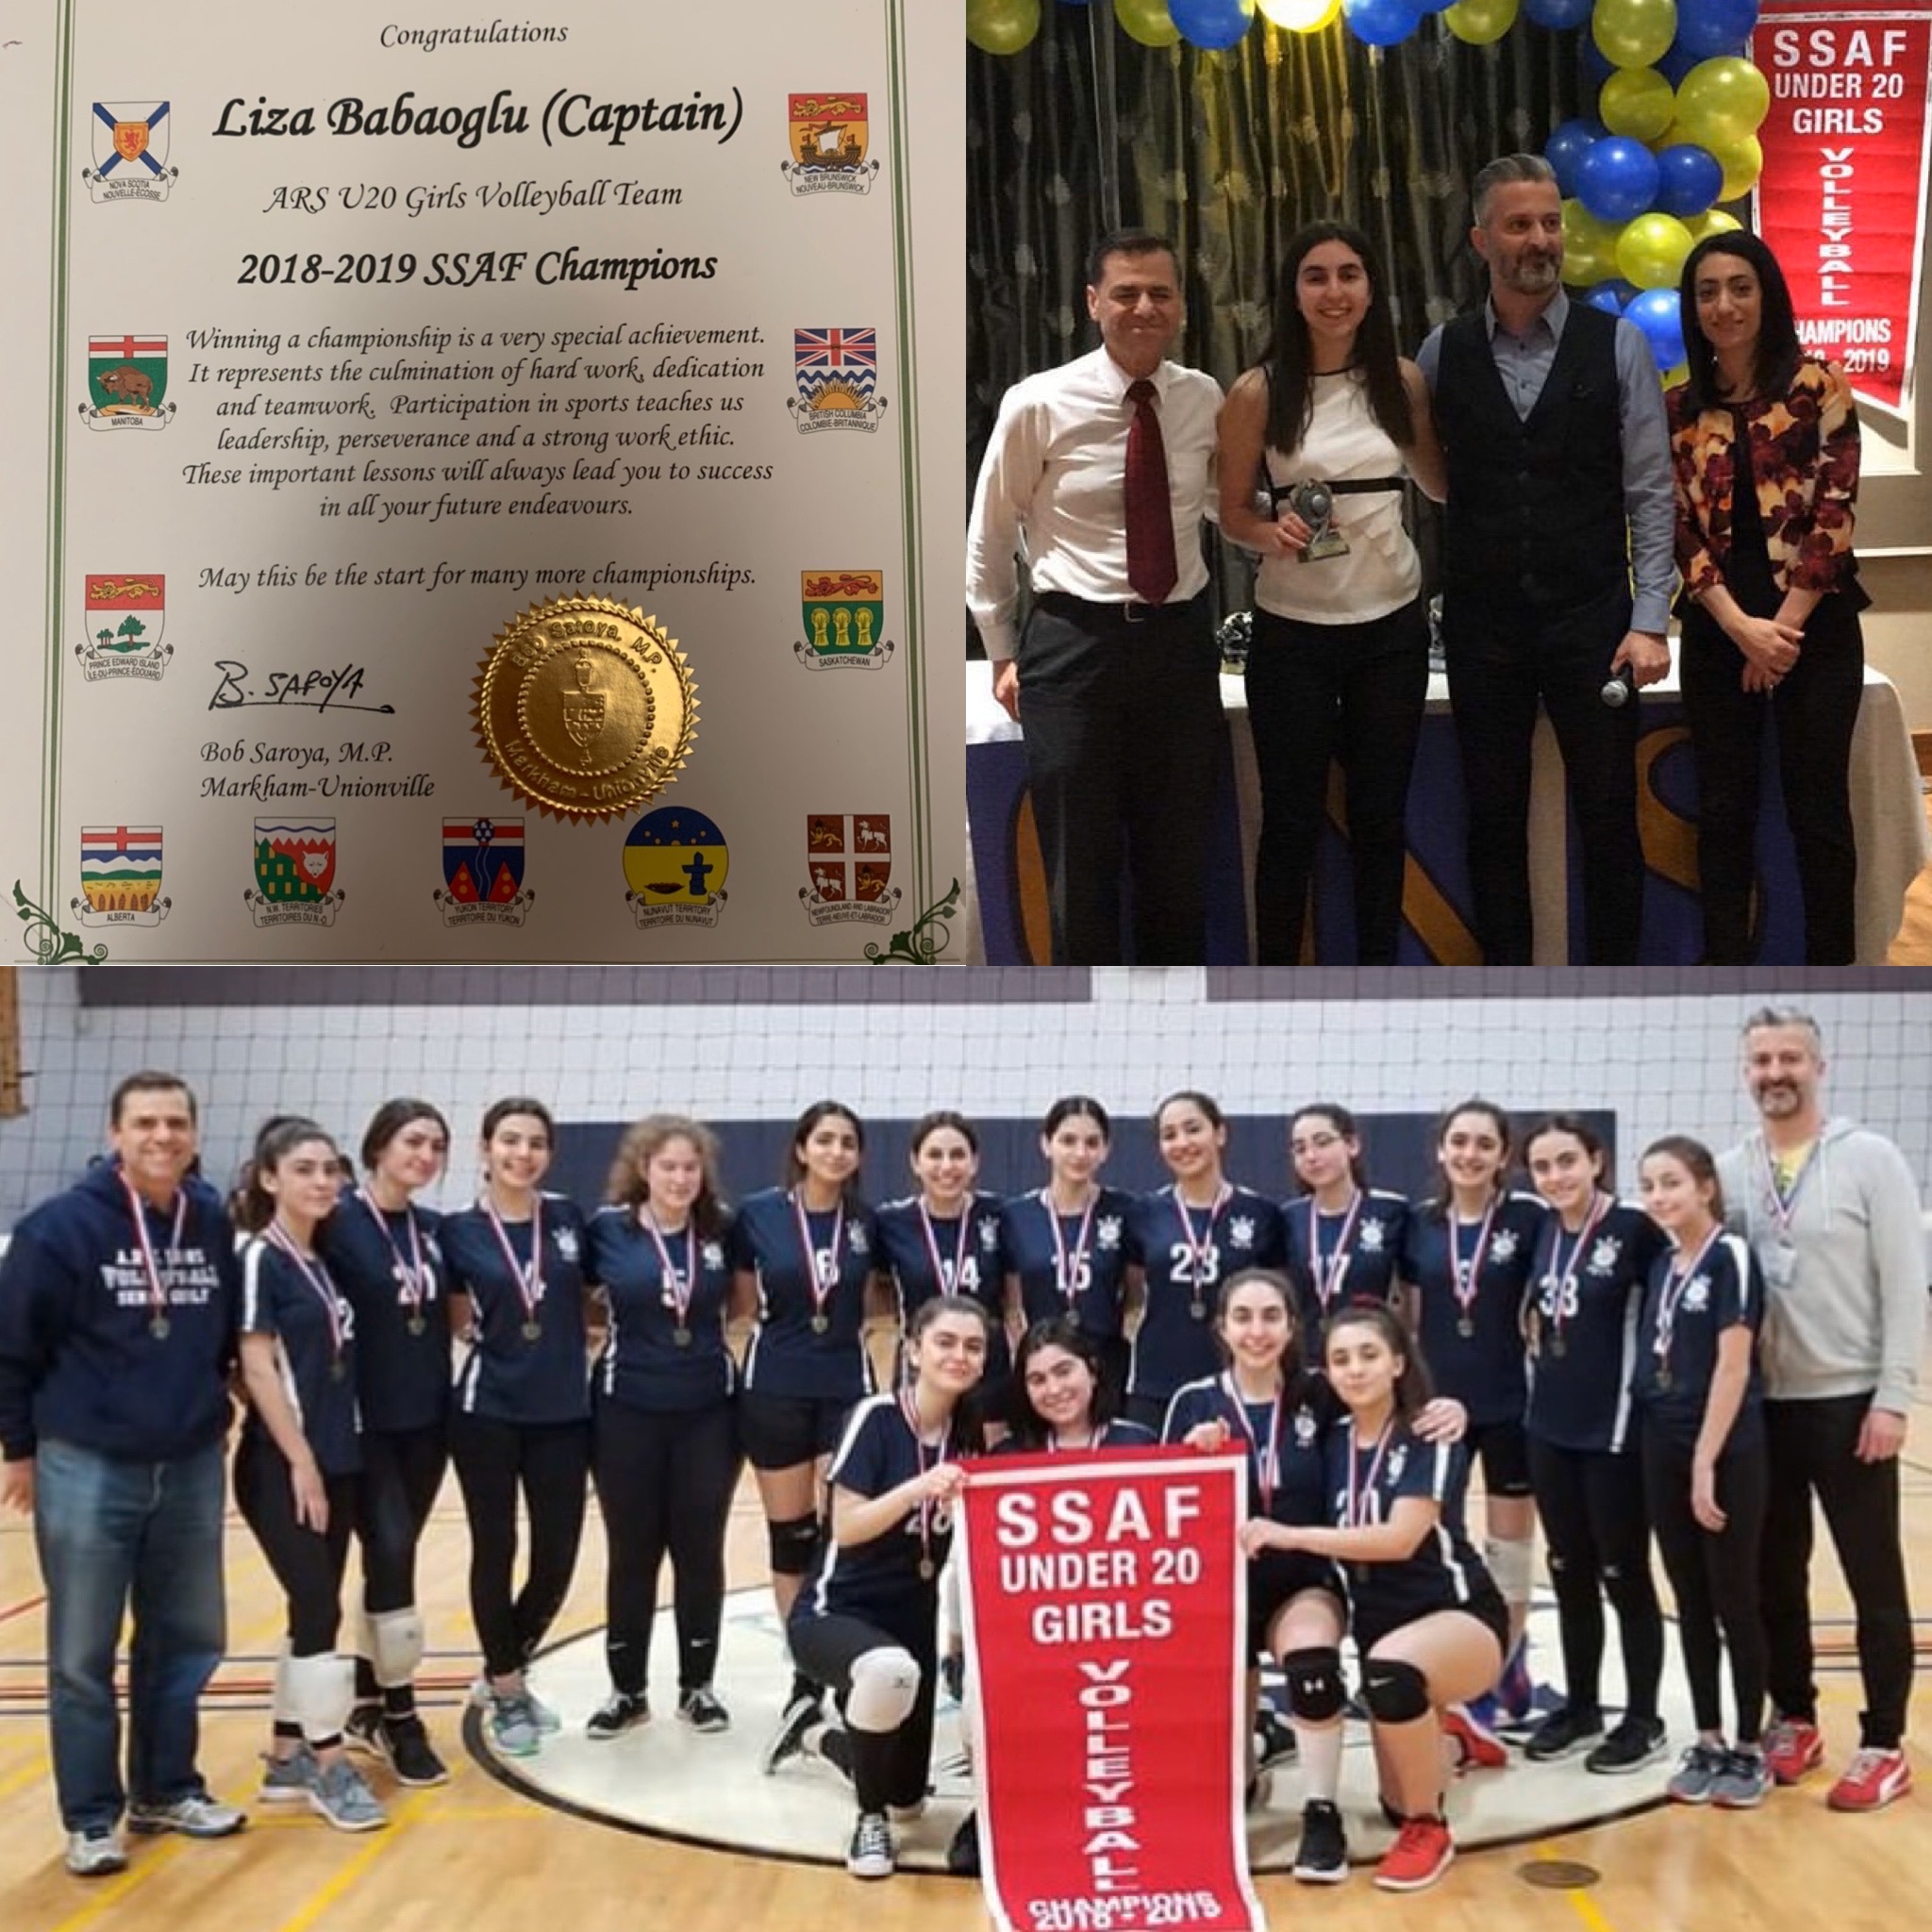 Congratulations
Liza Babaoglu (Captain)
ARS U20 Girls Volleyball Team
2018-2019 SSAF Champions
Winning a championship is a very special achievement.
It represents the culmination of hard work, dedication
and teamwork. Participation in sports teaches us
leadership, perseverance and a strong work ethic.
These important lessons will always lead you to success
in all your future endeavours.
May this be the start for many more championships.
B. SAROYA
Bob Saroya, M.P.
Markham-Unionville
Bob Saroya, M.P.
Markham - Unionville
NOVA SCOTIA
NOUVELLE-ÉCOSSE
NEW BRUNSWICK
NOUVEAU-BRUNSWICK
MANITOBA
BRITISH COLUMBIA
COLOMBIE-BRITANNIQUE
PRINCE EDWARD ISLAND
ÎLE-DU-PRINCE-ÉDOUARD
SASKATCHEWAN
ALBERTA
N.W. TERRITORIES
TERRITOIRES DU N.-O.
YUKON TERRITORY
TERRITOIRE DU YUKON
NUNAVUT TERRITORY
TERRITOIRE DU NUNAVUT
NEWFOUNDLAND AND LABRADOR
TERRE-NEUVE-ET-LABRADOR
SSAF
UNDER 20
GIRLS
VOLLEYBALL
HAMPIONS
2019
VOLLEYBALL
4
5
6
14
15
23
17
9
33
SSAF
UNDER 20
GIRLS
VOLLEYBALL
CHAMPIONS
2018 - 2019